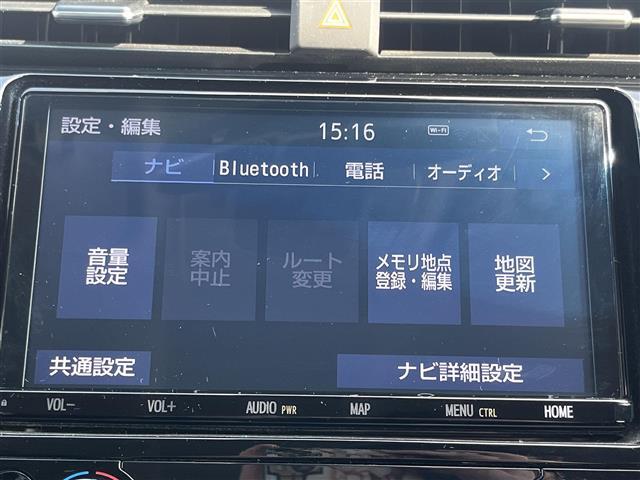 設定・編集 15:16 Wi-Fi
ナビ Bluetooth 電話 オーディオ >
音量
設定
案内
中止
ルート
変更
メモリ地点
登録・編集
地図
更新
共通設定 ナビ詳細設定
VOL- VOL+ AUDIO PWR MAP MENU CTRL HOME